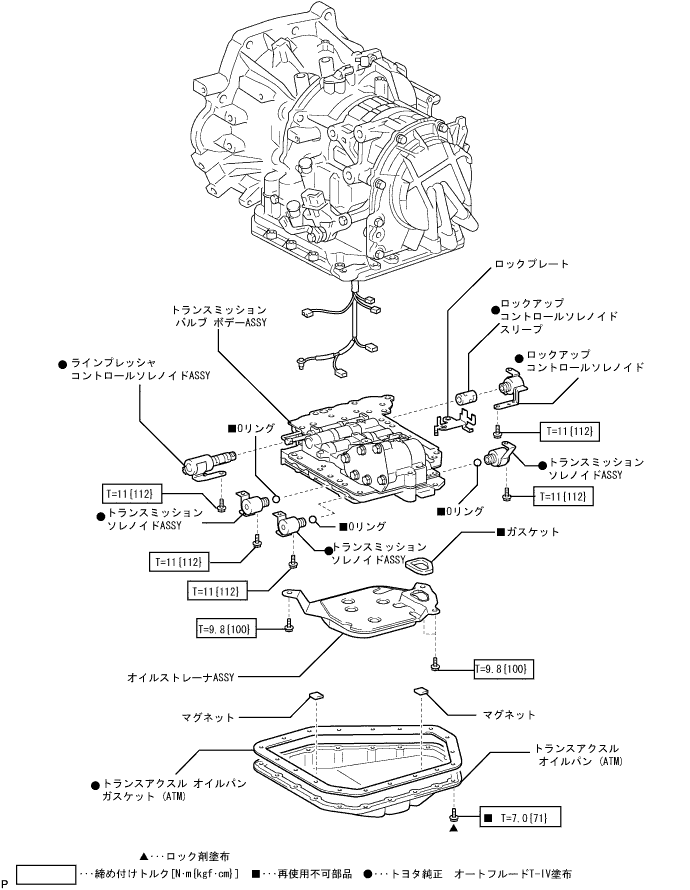 ロックプレート
●ロックアップ
コントロールソレノイド
スリーブ
トランスミッション
バルブ ボデーASSY
●ロックアップ
コントロールソレノイド
●ラインプレッシャ
コントロールソレノイドASSY
■Oリング
T=11{112}
●トランスミッション
ソレノイドASSY
T=11{112}
T=11{112}
●トランスミッション
ソレノイドASSY
■Oリング
■Oリング
■ガスケット
T=11{112}
●トランスミッション
ソレノイドASSY
T=11{112}
T=9.8{100}
T=9.8{100}
オイルストレーナASSY
マグネット
マグネット
トランスアクスル
オイルパン (ATM)
●トランスアクスル オイルパン
ガスケット (ATM)
■ T=7.0{71}
▲
▲･･･ロック剤塗布
･･･締め付けトルク[N･m{kgf･cm}] ■･･･再使用不可部品 ●･･･トヨタ純正 オートフルードT-IV塗布
P